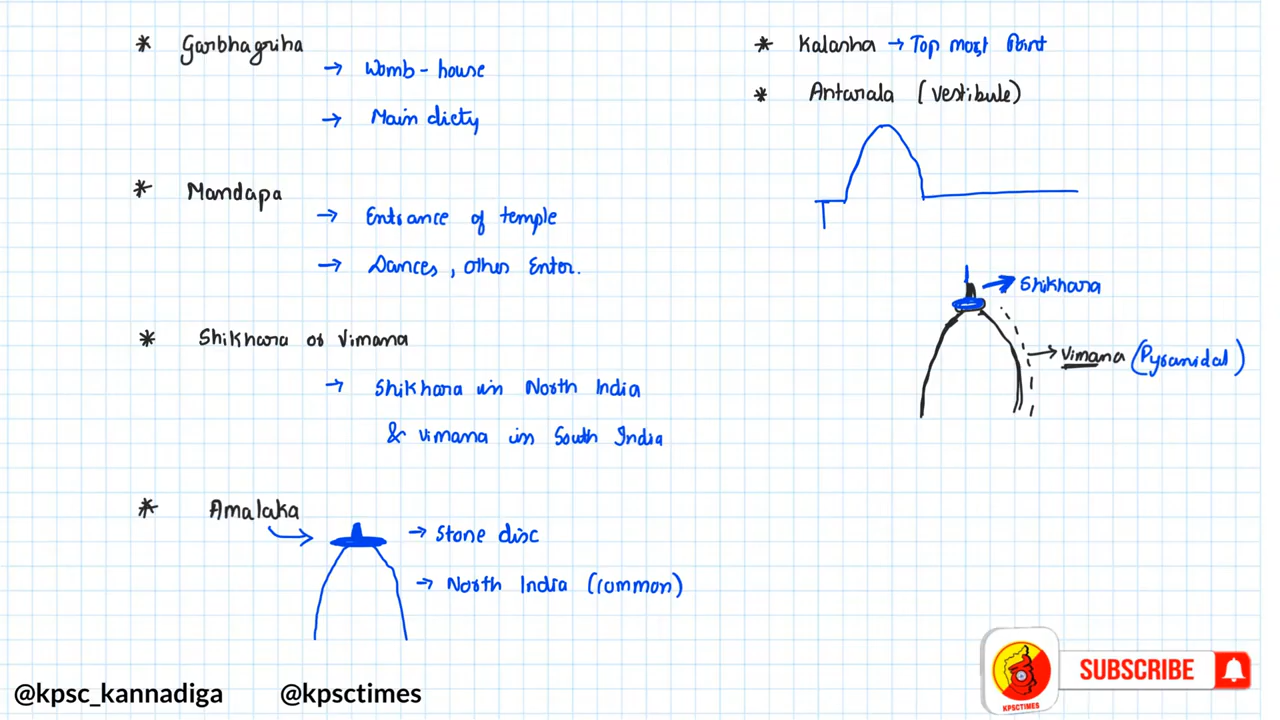 * Garbhagriha
→ Womb-house
→ Main diety
* Mandapa
→ Entrance of temple
→ Dances, other Enter.
* Shikhara or Vimana
→ Shikhara in North India
& Vimana in South India
* Amalaka
→ Stone disc
→ North India (common)
* Kalasha → Top most Point
* Antarala (Vestibule)
→ Shikhara
→ Vimana (Pyramidal)
@kpsc_kannadiga @kpsctimes
KPSCTIMES
SUBSCRIBE